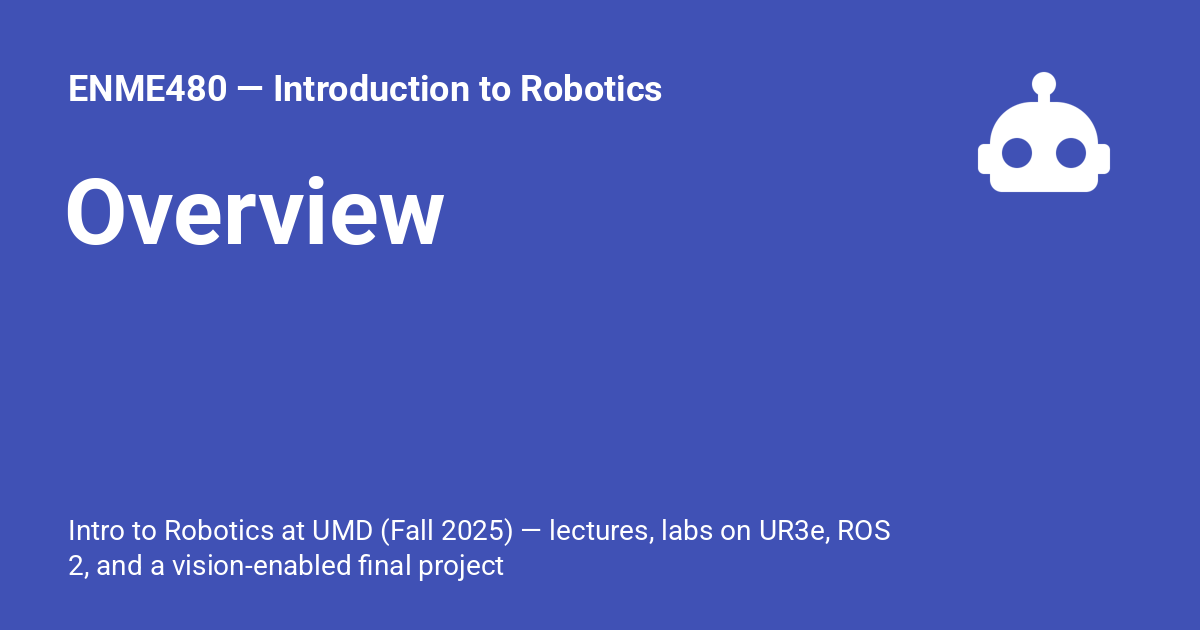 ENME480 — Introduction to Robotics
Overview
Intro to Robotics at UMD (Fall 2025) — lectures, labs on UR3e, ROS
2, and a vision-enabled final project